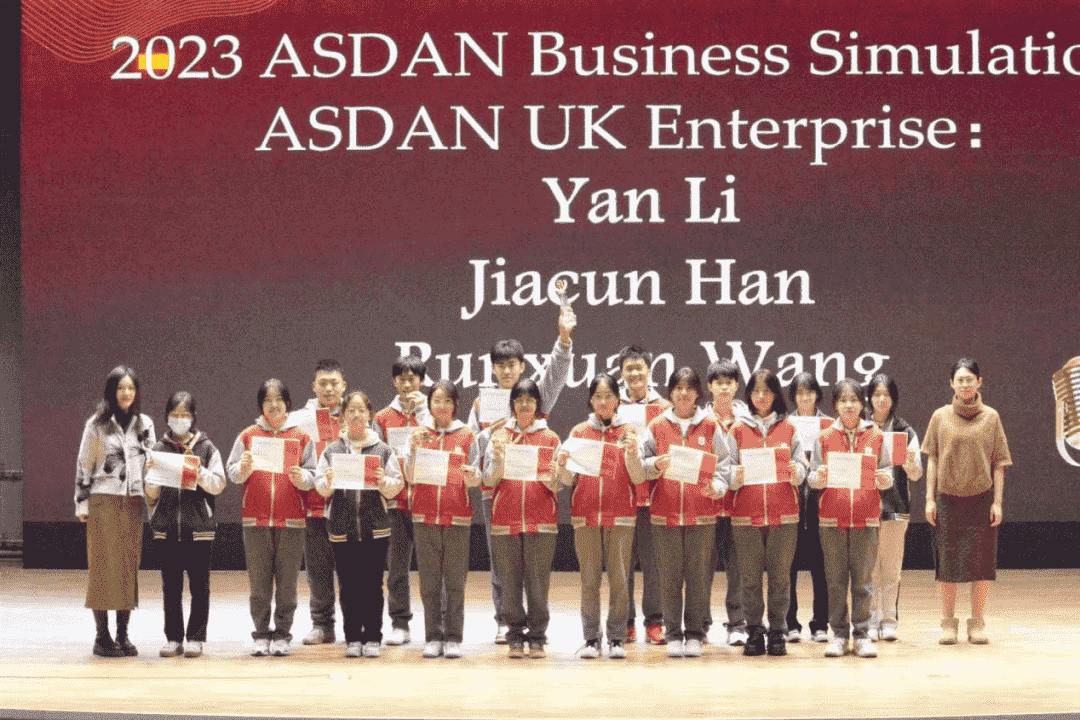 2023 ASDAN Business Simulatio
ASDAN UK Enterprise：
Yan Li
Jiacun Han
Runxuan Wang